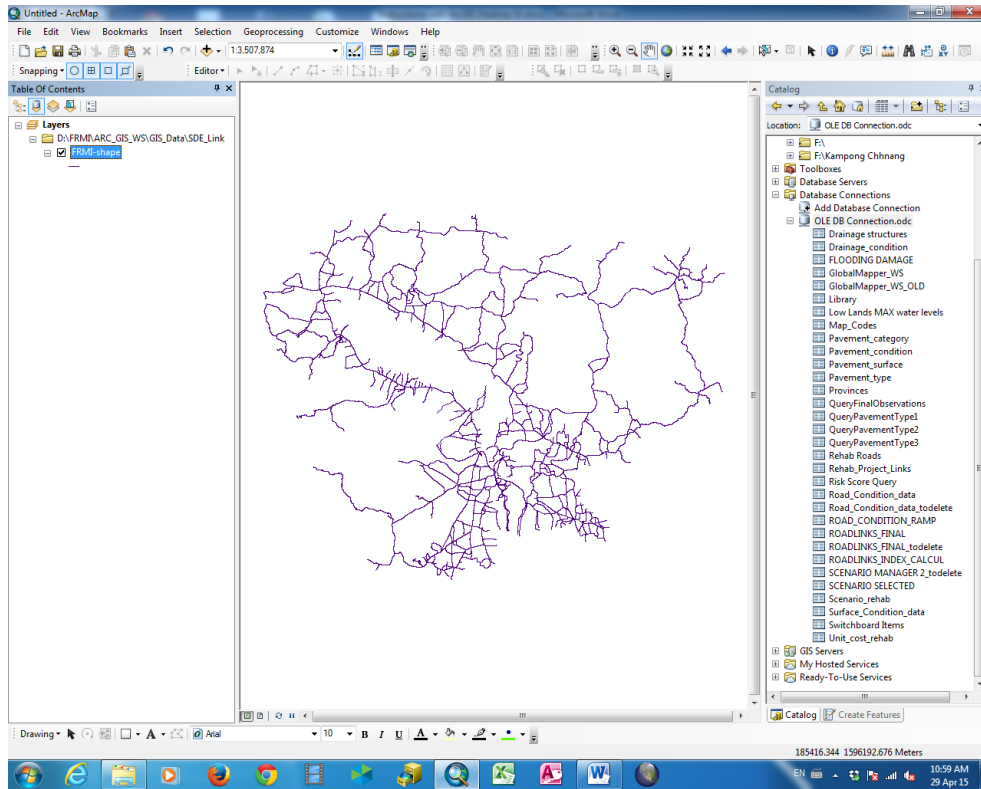 Untitled - ArcMap
File Edit View Bookmarks Insert Selection Geoprocessing Customize Windows Help
1:3,507,874
Snapping Editor
Table Of Contents
Layers
D:\FRMI\ARC_GIS_WS\GIS_Data\SDE_Link
FRMI-shape
Catalog
Location: OLE DB Connection.odc
F:\
F:\Kampong Chhnang
Toolboxes
Database Servers
Database Connections
Add Database Connection
OLE DB Connection.odc
Drainage structures
Drainage_condition
FLOODING DAMAGE
GlobalMapper_WS
GlobalMapper_WS_OLD
Library
Low Lands MAX water levels
Map_Codes
Pavement_category
Pavement_condition
Pavement_surface
Pavement_type
Provinces
QueryFinalObservations
QueryPavementType1
QueryPavementType2
QueryPavementType3
Rehab Roads
Rehab_Project_Links
Risk Score Query
Road_Condition_data
Road_Condition_data_todelete
ROAD_CONDITION_RAMP
ROADLINKS_FINAL
ROADLINKS_FINAL_todelete
ROADLINKS_INDEX_CALCUL
SCENARIO MANAGER 2_todelete
SCENARIO SELECTED
Scenario_rehab
Surface_Condition_data
Switchboard Items
Unit_cost_rehab
GIS Servers
My Hosted Services
Ready-To-Use Services
Catalog Create Features
Drawing A Arial 10 B I U A
185416.344 1596192.676 Meters
EN 10:59 AM
29 Apr 15